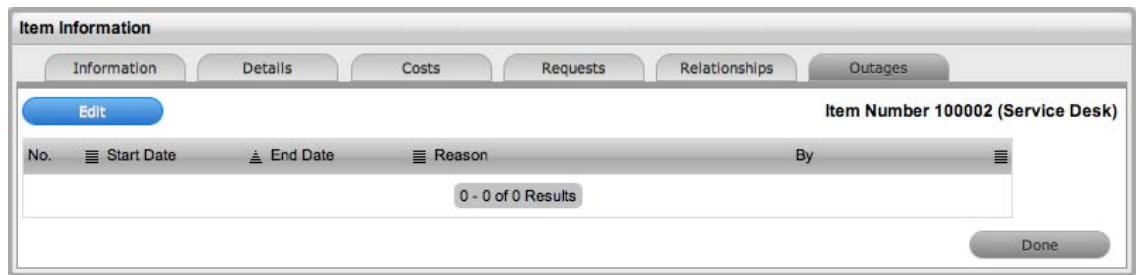 Item Information
Information Details Costs Requests Relationships Outages
Edit Item Number 100002 (Service Desk)
No. Start Date End Date Reason By
0 - 0 of 0 Results
Done